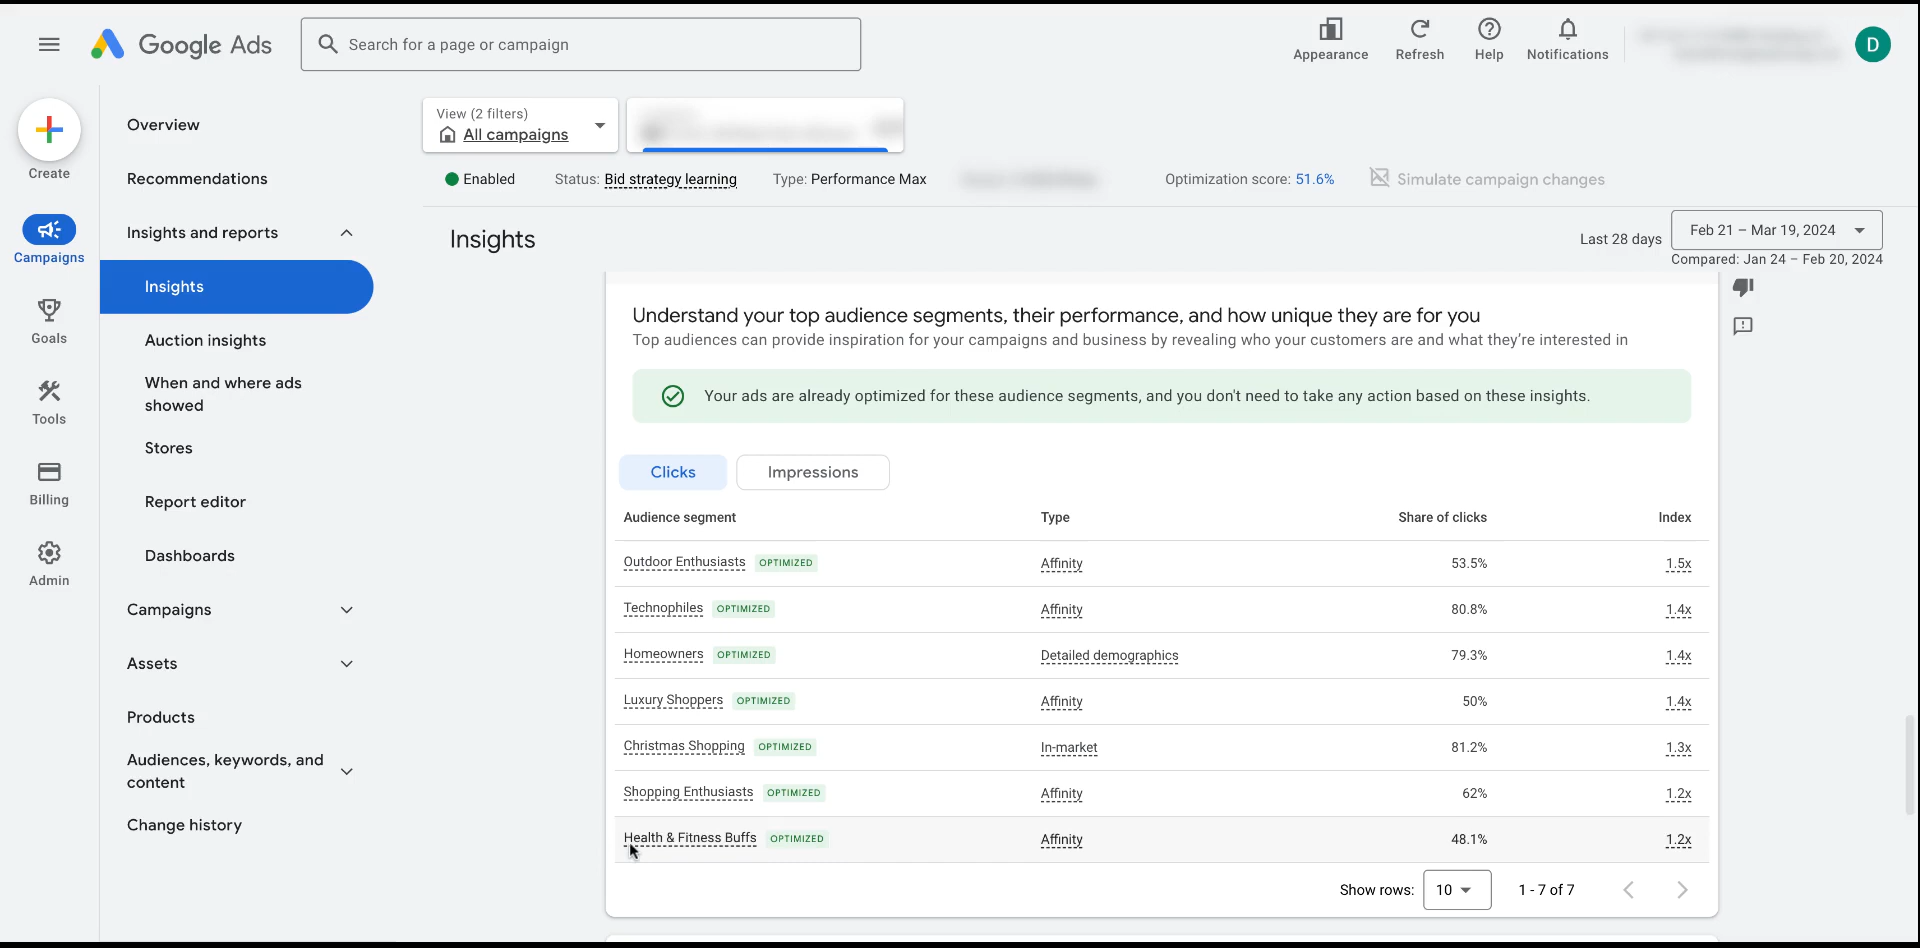 Google Ads
Search for a page or campaign
Appearance
Refresh
Help
Notifications
D
Create
Campaigns
Goals
Tools
Billing
Admin
Overview
Recommendations
Insights and reports
Insights
Auction insights
When and where ads
showed
Stores
Report editor
Dashboards
Campaigns
Assets
Products
Audiences, keywords, and
content
Change history
View (2 filters)
All campaigns
Enabled Status: Bid strategy learning Type: Performance Max Optimization score: 51.6% Simulate campaign changes
Insights
Last 28 days Feb 21 – Mar 19, 2024
Compared: Jan 24 – Feb 20, 2024
Understand your top audience segments, their performance, and how unique they are for you
Top audiences can provide inspiration for your campaigns and business by revealing who your customers are and what they're interested in
Your ads are already optimized for these audience segments, and you don't need to take any action based on these insights.
Clicks Impressions
Audience segment Type Share of clicks Index
Outdoor Enthusiasts OPTIMIZED Affinity 53.5% 1.5x
Technophiles OPTIMIZED Affinity 80.8% 1.4x
Homeowners OPTIMIZED Detailed demographics 79.3% 1.4x
Luxury Shoppers OPTIMIZED Affinity 50% 1.4x
Christmas Shopping OPTIMIZED In-market 81.2% 1.3x
Shopping Enthusiasts OPTIMIZED Affinity 62% 1.2x
Health & Fitness Buffs OPTIMIZED Affinity 48.1% 1.2x
Show rows: 10 1 - 7 of 7